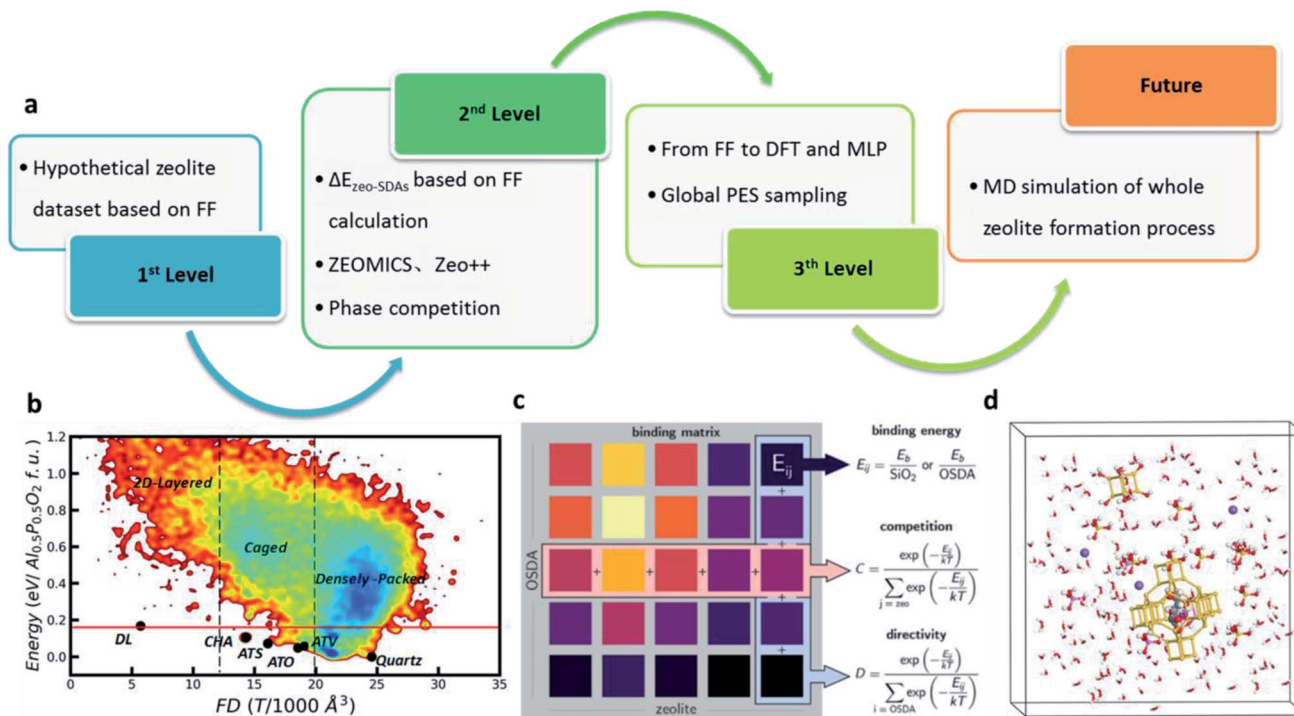 a
• Hypothetical zeolite
dataset based on FF
1st Level
2nd Level
• ΔEzeo-SDAs based on FF
calculation
• ZEOMICS、Zeo++
• Phase competition
• From FF to DFT and MLP
• Global PES sampling
3th Level
Future
• MD simulation of whole
zeolite formation process
b
Energy (eV/ Al0.5P0.5O2 f. u.)
1.2
1.0
0.8
0.6
0.4
0.2
0.0
2D-Layered
Caged
Densely-Packed
DL
CHA
ATS
ATO
ATV
Quartz
0 5 10 15 20 25 30 35
FD (T/1000 Å3)
c
binding matrix
OSDA
zeolite
Eij
+
+
+ + + +
+
+
binding energy
Eij = Eb/SiO2 or Eb/OSDA
competition
C = exp(-Eij/kT) / ∑j=zeo exp(-Eij/kT)
directivity
D = exp(-Eij/kT) / ∑i=OSDA exp(-Eij/kT)
d